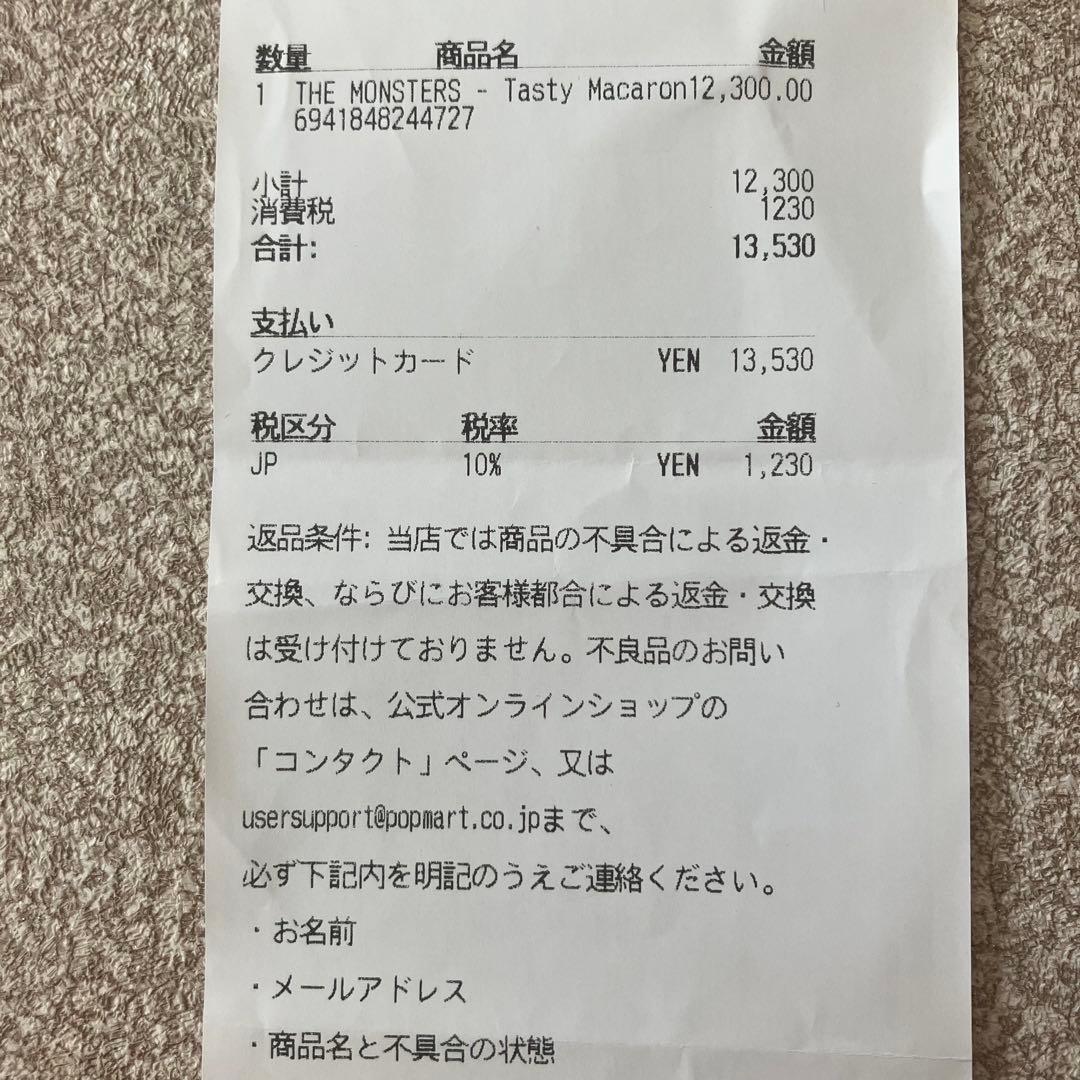 数量 商品名 金額
1 THE MONSTERS - Tasty Macaron12,300.00
6941848244727
小計 12,300
消費税 1230
合計: 13,530
支払い
クレジットカード YEN 13,530
税区分 税率 金額
JP 10% YEN 1,230
返品条件: 当店では商品の不具合による返金・
交換、ならびにお客様都合による返金・交換
は受け付けておりません。不良品のお問い
合わせは、公式オンラインショップの
「コンタクト」ページ、又は
usersupport@popmart.co.jpまで、
必ず下記内を明記のうえご連絡ください。
・お名前
・メールアドレス
・商品名と不具合の状態